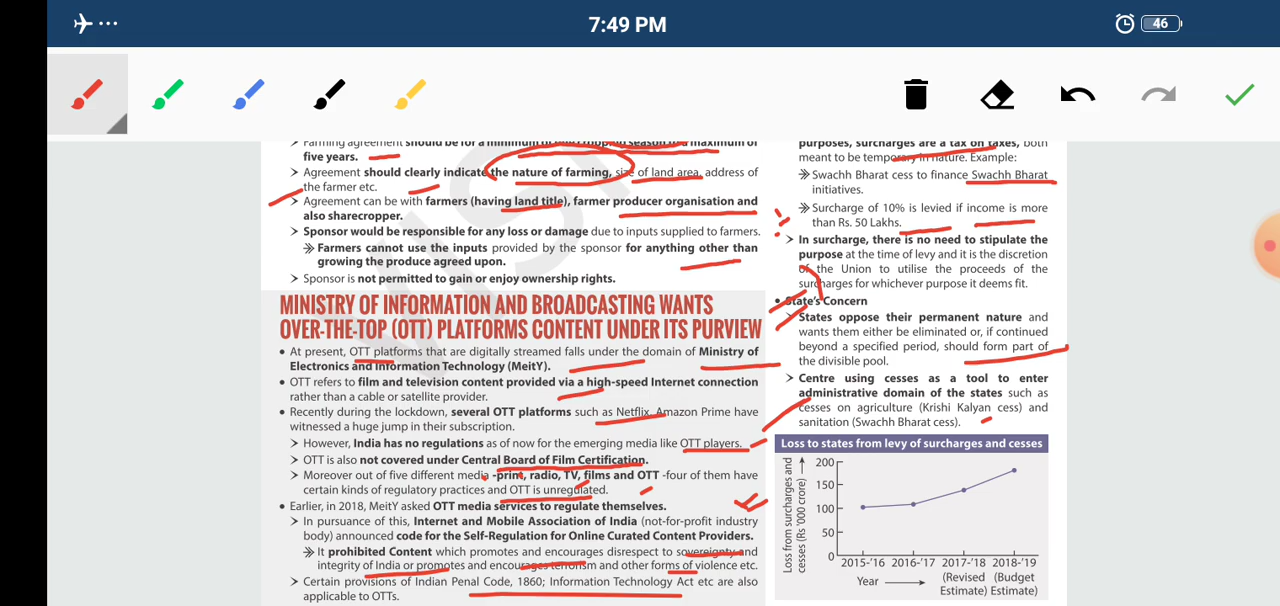 7:49 PM
46
➢ Farming agreement should be for a minimum of one cropping season to a maximum of
five years.
➢ Agreement should clearly indicate the nature of farming, size of land area, address of
the farmer etc.
➢ Agreement can be with farmers (having land title), farmer producer organisation and
also sharecropper.
➢ Sponsor would be responsible for any loss or damage due to inputs supplied to farmers.
Farmers cannot use the inputs provided by the sponsor for anything other than
growing the produce agreed upon.
➢ Sponsor is not permitted to gain or enjoy ownership rights.
MINISTRY OF INFORMATION AND BROADCASTING WANTS
OVER-THE-TOP (OTT) PLATFORMS CONTENT UNDER ITS PURVIEW
• At present, OTT platforms that are digitally streamed falls under the domain of Ministry of
Electronics and Information Technology (MeitY).
• OTT refers to film and television content provided via a high-speed Internet connection
rather than a cable or satellite provider.
• Recently during the lockdown, several OTT platforms such as Netflix, Amazon Prime have
witnessed a huge jump in their subscription.
➢ However, India has no regulations as of now for the emerging media like OTT players.
➢ OTT is also not covered under Central Board of Film Certification.
➢ Moreover out of five different media -print, radio, TV, films and OTT -four of them have
certain kinds of regulatory practices and OTT is unregulated.
• Earlier, in 2018, MeitY asked OTT media services to regulate themselves.
➢ In pursuance of this, Internet and Mobile Association of India (not-for-profit industry
body) announced code for the Self-Regulation for Online Curated Content Providers.
It prohibited Content which promotes and encourages disrespect to sovereignty and
integrity of India or promotes and encourages terrorism and other forms of violence etc.
➢ Certain provisions of Indian Penal Code, 1860; Information Technology Act etc are also
applicable to OTTs.
purposes, surcharges are a tax on taxes, both
meant to be temporary in nature. Example:
Swachh Bharat cess to finance Swachh Bharat
initiatives.
Surcharge of 10% is levied if income is more
than Rs. 50 Lakhs.
➢ In surcharge, there is no need to stipulate the
purpose at the time of levy and it is the discretion
of the Union to utilise the proceeds of the
surcharges for whichever purpose it deems fit.
• State's Concern
➢ States oppose their permanent nature and
wants them either be eliminated or, if continued
beyond a specified period, should form part of
the divisible pool.
➢ Centre using cesses as a tool to enter
administrative domain of the states such as
cesses on agriculture (Krishi Kalyan cess) and
sanitation (Swachh Bharat cess).
Loss to states from levy of surcharges and cesses
Loss from surcharges and
cesses (Rs '000 crore)
200
150
100
50
0
2015-'16 2016-'17 2017-'18 2018-'19
Year (Revised (Budget
Estimate) Estimate)